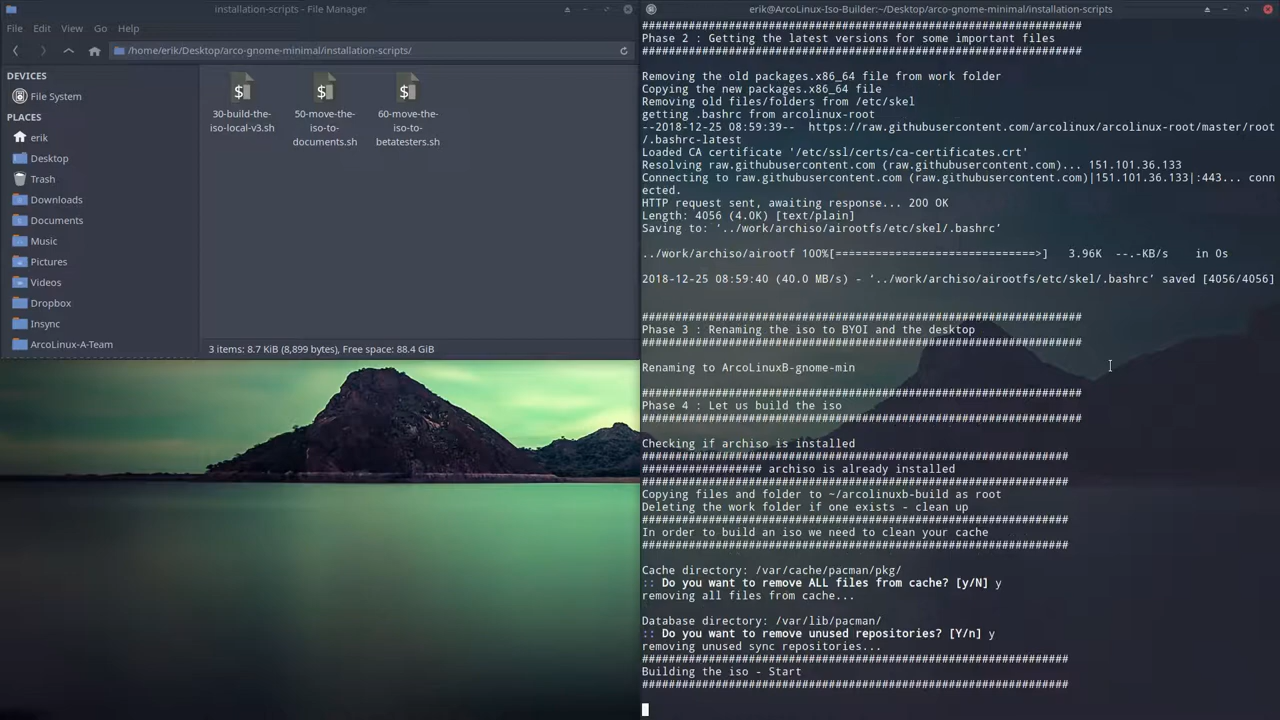 installation-scripts - File Manager
File Edit View Go Help
/home/erik/Desktop/arco-gnome-minimal/installation-scripts/
DEVICES
File System
PLACES
erik
Desktop
Trash
Downloads
Documents
Music
Pictures
Videos
Dropbox
Insync
ArcoLinux-A-Team
30-build-the-
iso-local-v3.sh
50-move-the-
iso-to-
documents.sh
60-move-the-
iso-to-
betatesters.sh
3 items: 8.7 KiB (8,899 bytes), Free space: 88.4 GiB
erik@ArcoLinux-Iso-Builder:~/Desktop/arco-gnome-minimal/installation-scripts
##################################################################
Phase 2 : Getting the latest versions for some important files
##################################################################
Removing the old packages.x86_64 file from work folder
Copying the new packages.x86_64 file
Removing old files/folders from /etc/skel
getting .bashrc from arcolinux-root
--2018-12-25 08:59:39-- https://raw.githubusercontent.com/arcolinux/arcolinux-root/master/root
/.bashrc-latest
Loaded CA certificate '/etc/ssl/certs/ca-certificates.crt'
Resolving raw.githubusercontent.com (raw.githubusercontent.com)... 151.101.36.133
Connecting to raw.githubusercontent.com (raw.githubusercontent.com)|151.101.36.133|:443... conn
ected.
HTTP request sent, awaiting response... 200 OK
Length: 4056 (4.0K) [text/plain]
Saving to: ‘../work/archiso/airootfs/etc/skel/.bashrc’
../work/archiso/airootf 100%[==============================>] 3.96K --.-KB/s in 0s
2018-12-25 08:59:40 (40.0 MB/s) - ‘../work/archiso/airootfs/etc/skel/.bashrc’ saved [4056/4056]
##################################################################
Phase 3 : Renaming the iso to BYOI and the desktop
##################################################################
Renaming to ArcoLinuxB-gnome-min
##################################################################
Phase 4 : Let us build the iso
##################################################################
Checking if archiso is installed
################################################################
################## archiso is already installed
################################################################
Copying files and folder to ~/arcolinuxb-build as root
Deleting the work folder if one exists - clean up
################################################################
In order to build an iso we need to clean your cache
################################################################
Cache directory: /var/cache/pacman/pkg/
:: Do you want to remove ALL files from cache? [y/N] y
removing all files from cache...
Database directory: /var/lib/pacman/
:: Do you want to remove unused repositories? [Y/n] y
removing unused sync repositories...
################################################################
Building the iso - Start
################################################################